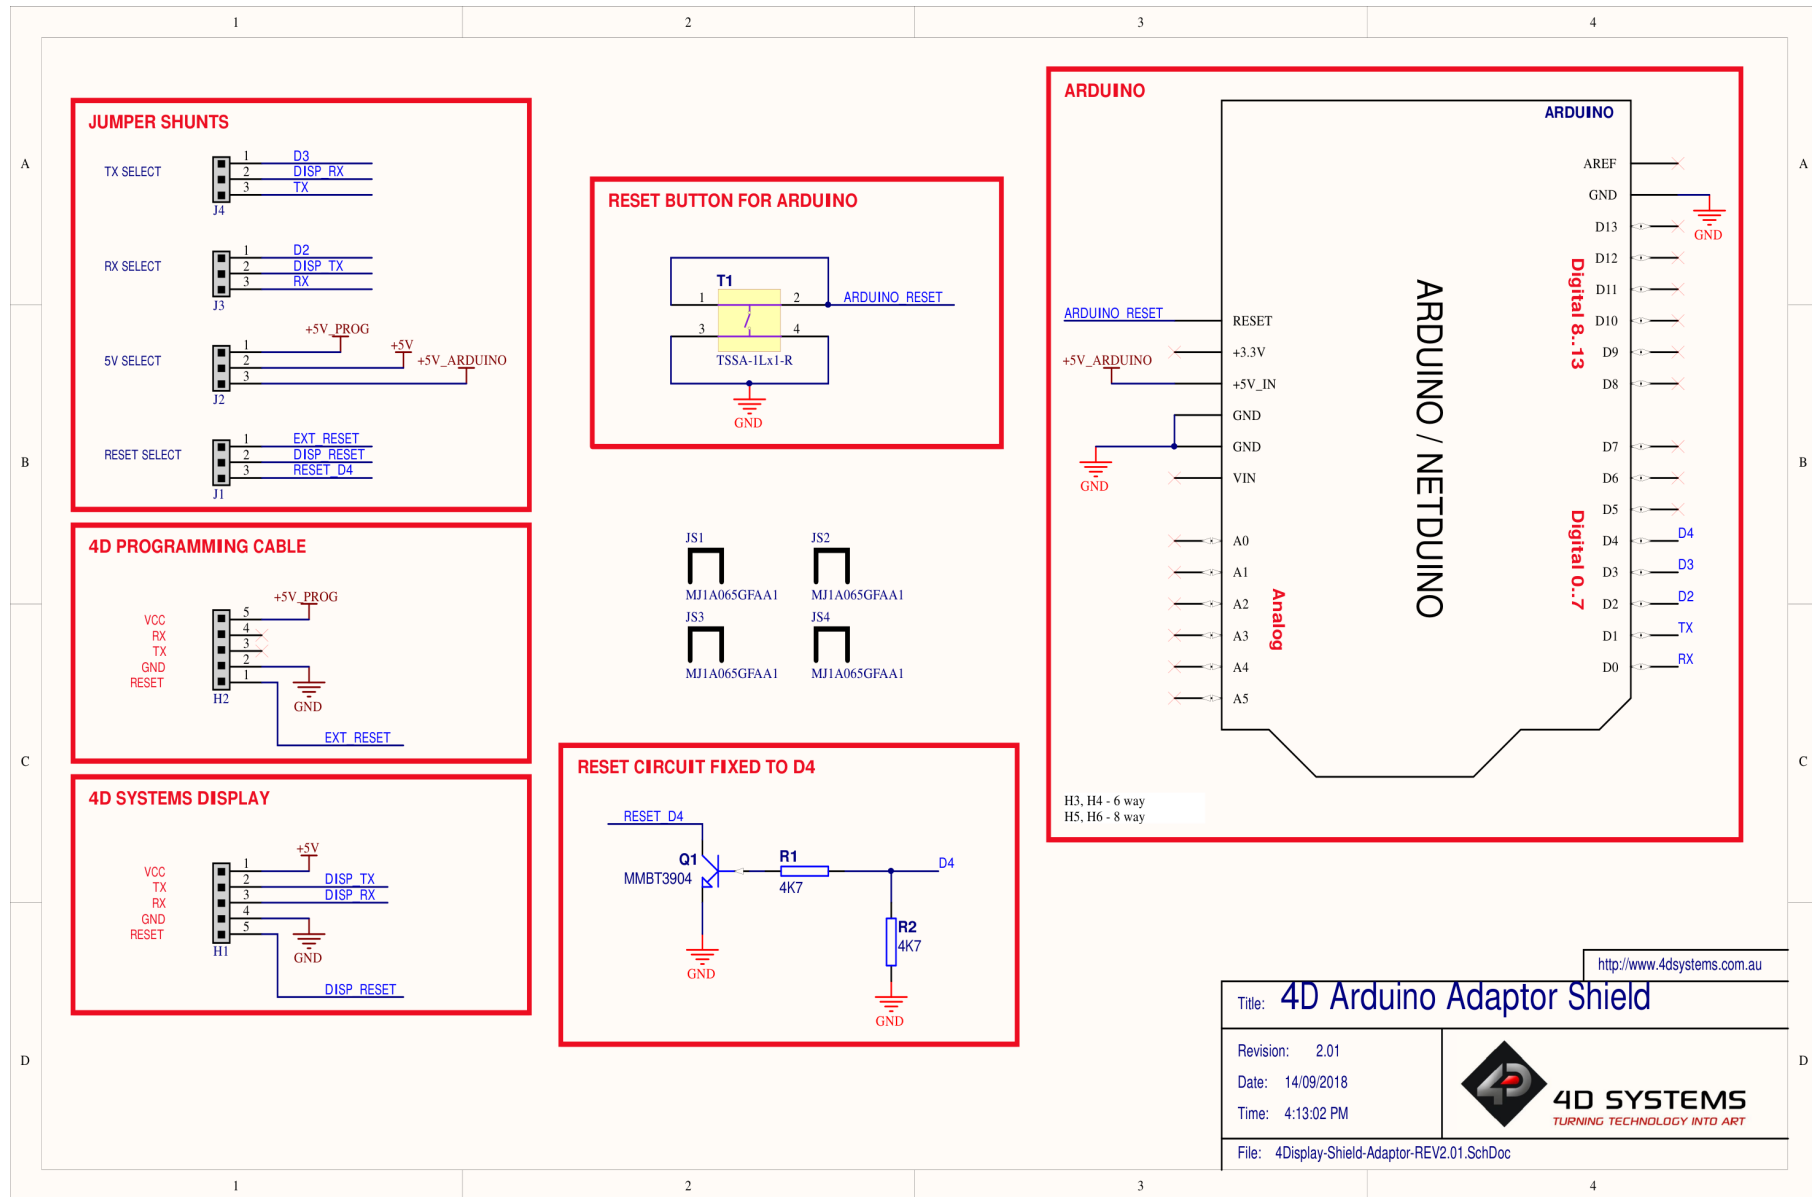 1 2 3 4
A
B
C
D
A
B
C
D
JUMPER SHUNTS
TX SELECT
1 D3
2 DISP_RX
3 TX
J4
RX SELECT
1 D2
2 DISP_TX
3 RX
J3
5V SELECT
1 +5V_PROG
2 +5V
3 +5V_ARDUINO
J2
RESET SELECT
1 EXT_RESET
2 DISP_RESET
3 RESET_D4
J1
4D PROGRAMMING CABLE
+5V_PROG
VCC 5
RX 4
TX 3
GND 2
RESET 1
H2
GND
EXT_RESET
4D SYSTEMS DISPLAY
+5V
VCC 1
TX 2 DISP_TX
RX 3 DISP_RX
GND 4
RESET 5
H1
GND
DISP_RESET
RESET BUTTON FOR ARDUINO
T1
1 2 ARDUINO_RESET
3 4
TSSA-1Lx1-R
GND
JS1 JS2
MJ1A065GFAA1 MJ1A065GFAA1
JS3 JS4
MJ1A065GFAA1 MJ1A065GFAA1
RESET CIRCUIT FIXED TO D4
RESET_D4
Q1
MMBT3904
R1
4K7
D4
R2
4K7
GND
GND
ARDUINO
ARDUINO
ARDUINO_RESET RESET
+3.3V
+5V_ARDUINO +5V_IN
GND
GND
GND
VIN
A0
A1
A2
A3
A4
A5
Analog
ARDUINO / NETDUINO
AREF
GND
GND
D13
D12
D11
D10
D9
D8
Digital 8..13
D7
D6
D5
D4 D4
D3 D3
D2 D2
D1 TX
D0 RX
Digital 0..7
H3, H4 - 6 way
H5, H6 - 8 way
http://www.4dsystems.com.au
Title: 4D Arduino Adaptor Shield
Revision: 2.01
Date: 14/09/2018
Time: 4:13:02 PM
4D SYSTEMS
TURNING TECHNOLOGY INTO ART
File: 4Display-Shield-Adaptor-REV2.01.SchDoc
1 2 3 4